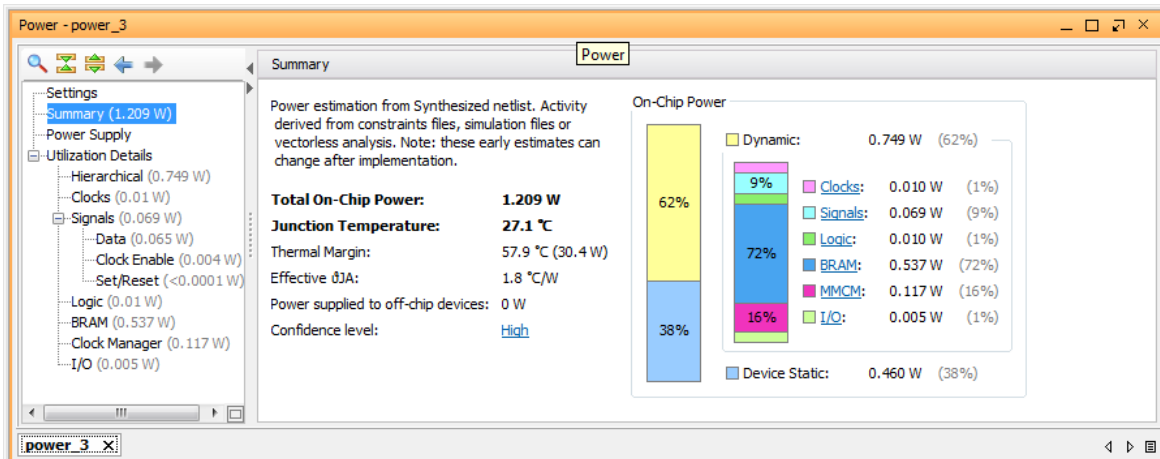 Power - power_3
Power
Settings
Summary (1.209 W)
Power Supply
Utilization Details
Hierarchical (0.749 W)
Clocks (0.01 W)
Signals (0.069 W)
Data (0.065 W)
Clock Enable (0.004 W)
Set/Reset (<0.0001 W)
Logic (0.01 W)
BRAM (0.537 W)
Clock Manager (0.117 W)
I/O (0.005 W)
Summary
Power estimation from Synthesized netlist. Activity
derived from constraints files, simulation files or
vectorless analysis. Note: these early estimates can
change after implementation.
Total On-Chip Power: 1.209 W
Junction Temperature: 27.1 °C
Thermal Margin: 57.9 °C (30.4 W)
Effective ϑJA: 1.8 °C/W
Power supplied to off-chip devices: 0 W
Confidence level: High
On-Chip Power
62%
38%
Dynamic: 0.749 W (62%)
9%
72%
16%
Clocks: 0.010 W (1%)
Signals: 0.069 W (9%)
Logic: 0.010 W (1%)
BRAM: 0.537 W (72%)
MMCM: 0.117 W (16%)
I/O: 0.005 W (1%)
Device Static: 0.460 W (38%)
power_3